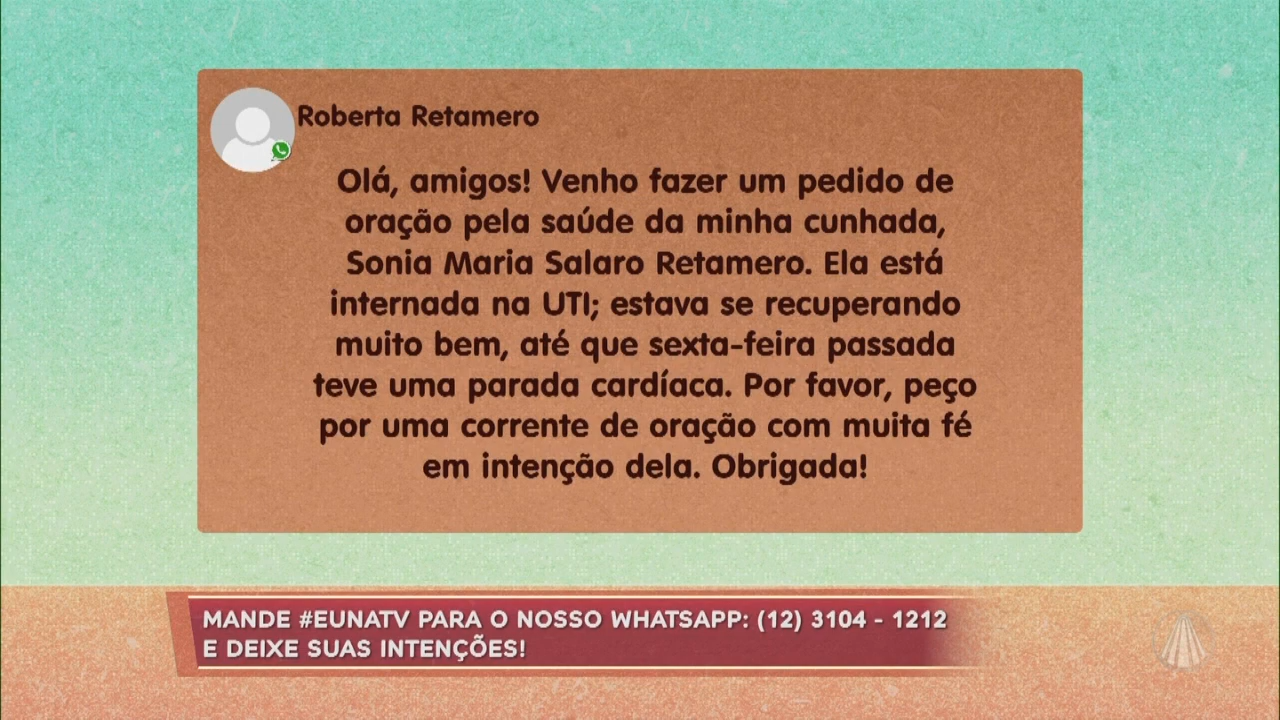 Roberta Retamero
Olá, amigos! Venho fazer um pedido de
oração pela saúde da minha cunhada,
Sonia Maria Salaro Retamero. Ela está
internada na UTI; estava se recuperando
muito bem, até que sexta-feira passada
teve uma parada cardíaca. Por favor, peço
por uma corrente de oração com muita fé
em intenção dela. Obrigada!
MANDE #EUNATV PARA O NOSSO WHATSAPP: (12) 3104 - 1212
E DEIXE SUAS INTENÇÕES!